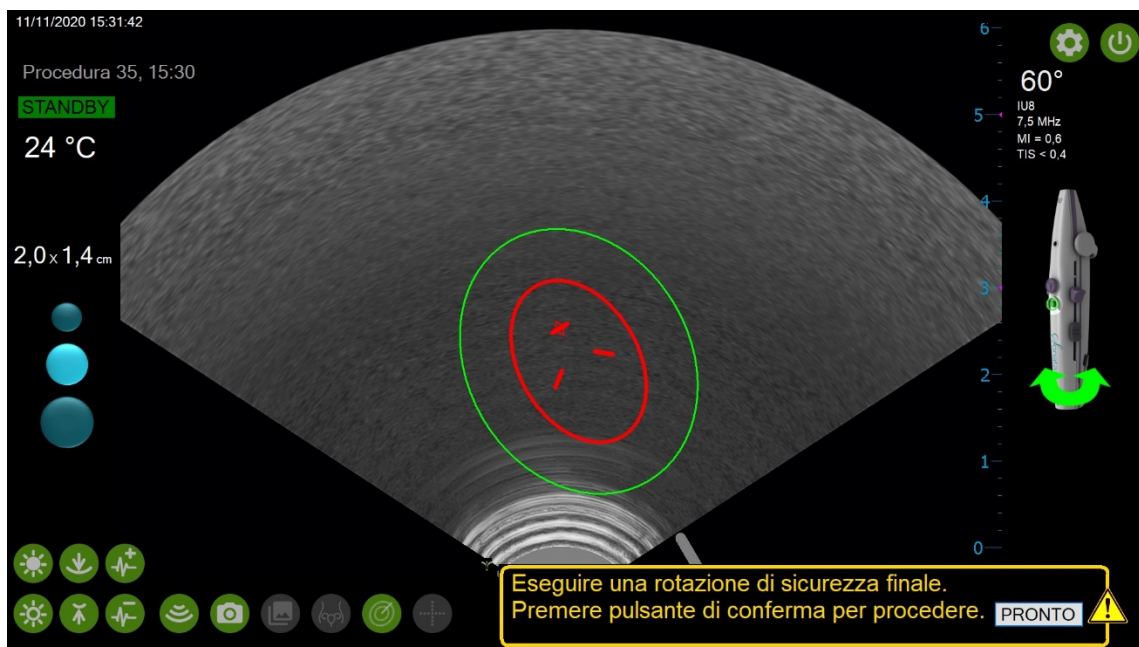 11/11/2020 15:31:42
Procedura 35, 15:30
STANDBY
24 °C
2,0 x 1,4 cm
6
5
4
3
2
1
0
60°
IU8
7,5 MHz
MI = 0,6
TIS < 0,4
Eseguire una rotazione di sicurezza finale.
Premere pulsante di conferma per procedere. PRONTO